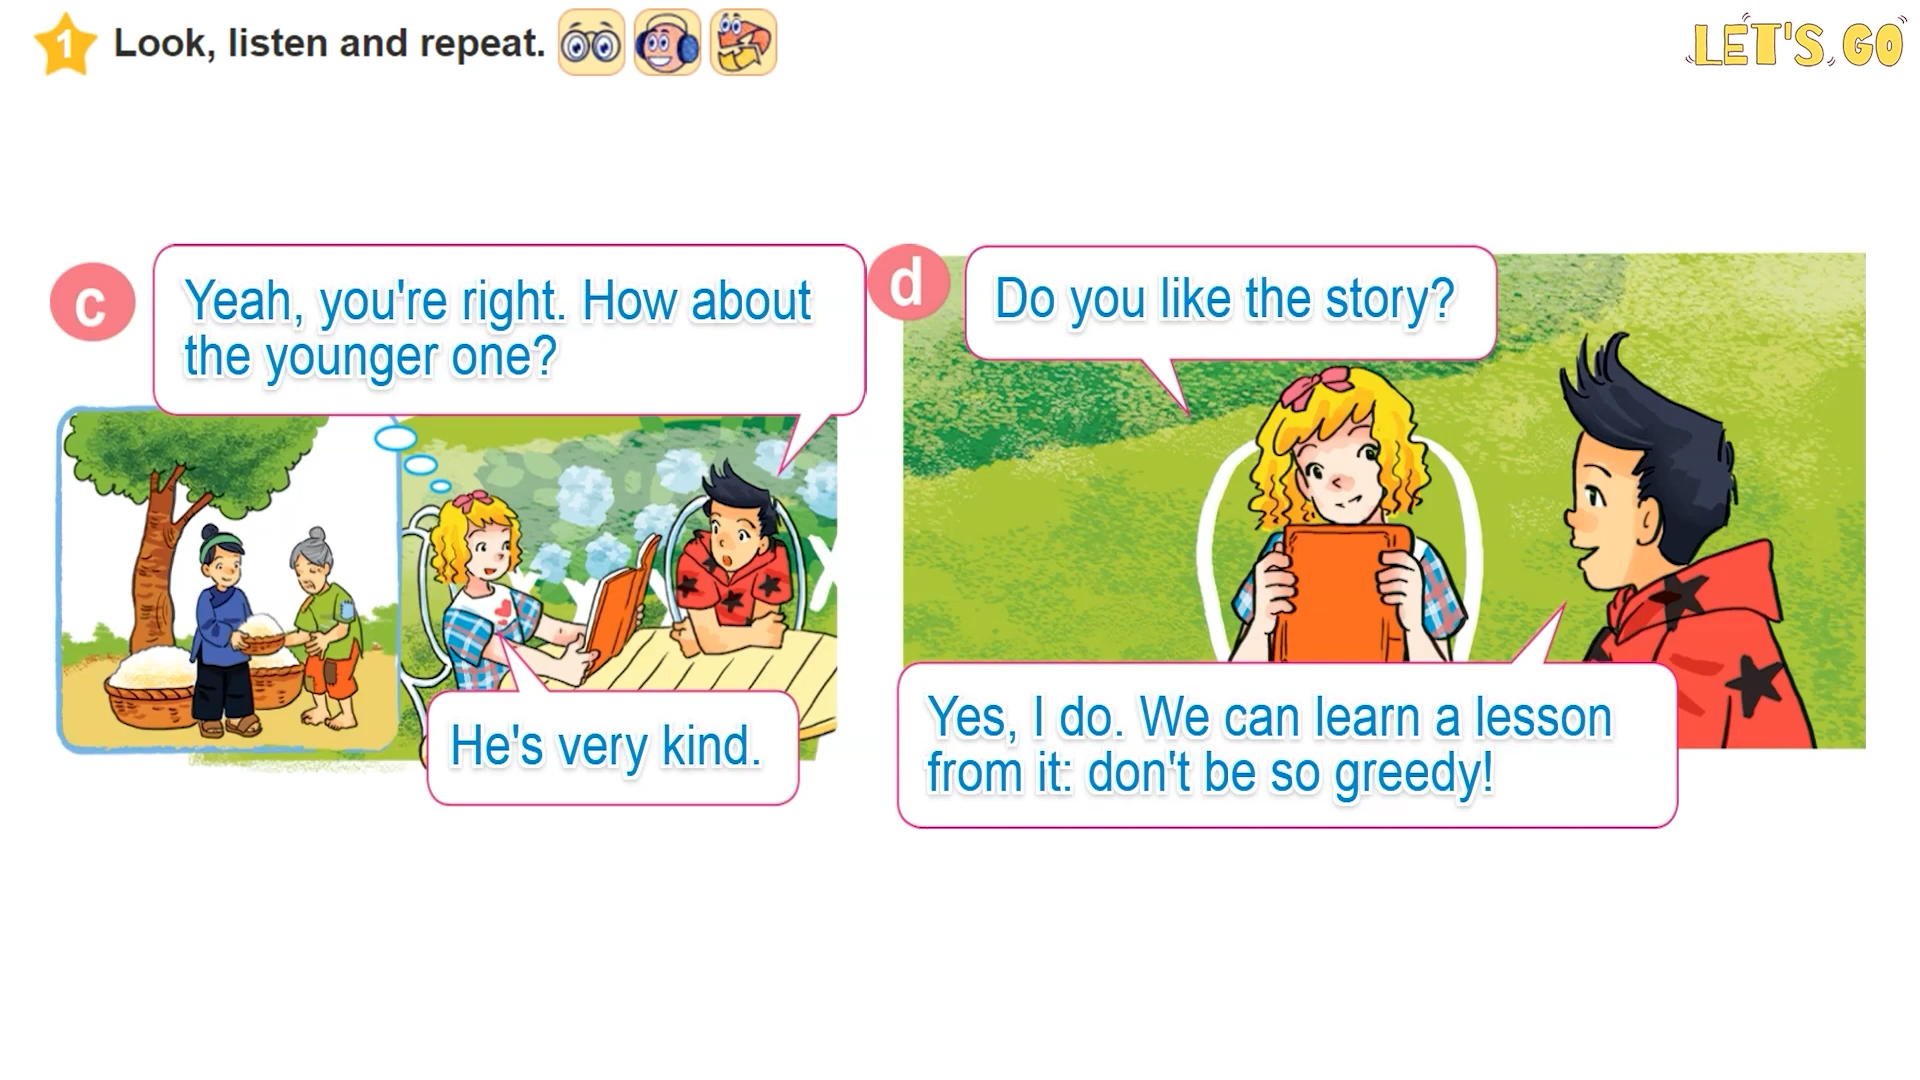 1 Look, listen and repeat.
LET'S GO
c
Yeah, you're right. How about
the younger one?
He's very kind.
d
Do you like the story?
Yes, I do. We can learn a lesson
from it: don't be so greedy!